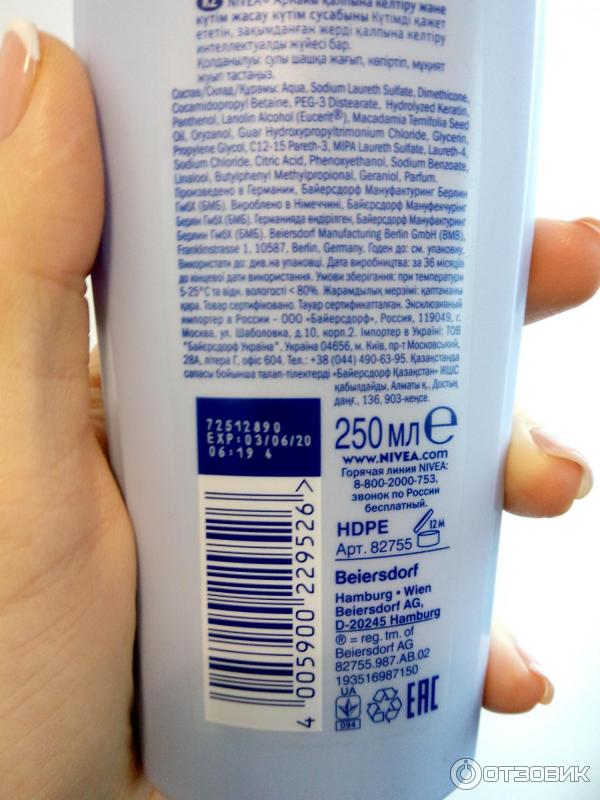 KZ NIVEA® Арнайы қалпына келтіру және
күтім жасау күтім сусабыны Күтімді қажет
ететін, зақымданған жерді қалпына келтіру
интеллектуалды жүйесі бар.
Қолданылуы: сулы шашқа жағып, көпіртіп, мұқият
жуып тастаңыз.
Состав/Склад/Құрамы: Aqua, Sodium Laureth Sulfate, Dimethicone,
Cocamidopropyl Betaine, PEG-3 Distearate, Hydrolyzed Keratin,
Panthenol, Lanolin Alcohol (Eucerit®), Macadamia Ternifolia Seed
Oil, Oryzanol, Guar Hydroxypropyltrimonium Chloride, Glycerin,
Propylene Glycol, C12-15 Pareth-3, MIPA Laureth Sulfate, Laureth-4,
Sodium Chloride, Citric Acid, Phenoxyethanol, Sodium Benzoate,
Linalool, Butylphenyl Methylpropional, Geraniol, Parfum.
Произведено в Германии, Байерсдорф Мануфактуринг Берлин
ГмбХ (БМБ). Вироблено в Німеччині, Байерсдорф Мануфекчуринг
Берлин ГмбХ (БМБ). Германияда өндірілген, Байерсдорф Мануфактуринг
Берлин ГмбХ (БМБ). Beiersdorf Manufacturing Berlin GmbH (BMB),
Franklinstrasse 1, 10587, Berlin, Germany. Годен до: см. упаковку.
Використати до: див.на упаковці. Дата виробництва: за 36 місяців
до кінцевої дати використання. Умови зберігання: при температурі
5-25°С та відн. вологості < 80%. Жарамдылық мерзімі: қаптаманы
қара. Товар сертифицировано. Тауар сертификатталған. Эксклюзивный
импортер в России - ООО «Байерсдорф», Россия, 119049, г.
Москва, ул. Шаболовка, д.10, корп.2. Імпортер в Україні: ТОВ
"Байерсдорф Україна", Україна 04656, м. Київ, пр-т Московський,
28А, літера Г, офіс 604. Тел.: +38 (044) 490-63-95. Қазақстанда
сапасы бойынша талап-тілектерді «Байерсдорф Қазақстан» ЖШС
қабылдайды, Алматы қ., Достық
даңғ., 136, 903-кеңсе.
72512890
EXP:03/06/20
06:19 4
250 МЛ e
www.NIVEA.com
Горячая линия NIVEA:
8-800-2000-753,
звонок по России
бесплатный.
HDPE
12 M
Арт. 82755
Beiersdorf
Hamburg • Wien
Beiersdorf AG,
D-20245 Hamburg
® = reg. tm. of
Beiersdorf AG
82755.987.AB.02
193516987150
UA
094
EAC
4 005900 229526 >
ОТЗОВИК